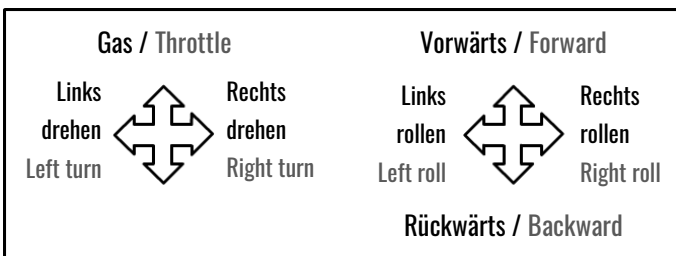 Gas / Throttle
Links
drehen
Left turn
Rechts
drehen
Right turn
Vorwärts / Forward
Links
rollen
Left roll
Rechts
rollen
Right roll
Rückwärts / Backward